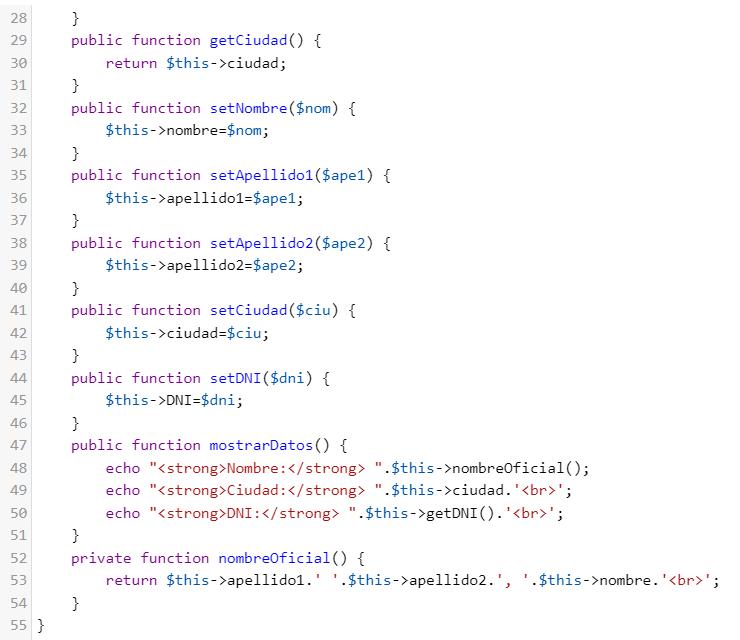 28     }
29     public function getCiudad() {
30         return $this->ciudad;
31     }
32     public function setNombre($nom) {
33         $this->nombre=$nom;
34     }
35     public function setApellido1($ape1) {
36         $this->apellido1=$ape1;
37     }
38     public function setApellido2($ape2) {
39         $this->apellido2=$ape2;
40     }
41     public function setCiudad($ciu) {
42         $this->ciudad=$ciu;
43     }
44     public function setDNI($dni) {
45         $this->DNI=$dni;
46     }
47     public function mostrarDatos() {
48         echo "<strong>Nombre:</strong> ".$this->nombreOficial();
49         echo "<strong>Ciudad:</strong> ".$this->ciudad.'<br>';
50         echo "<strong>DNI:</strong> ".$this->getDNI().'<br>';
51     }
52     private function nombreOficial() {
53         return $this->apellido1.' '.$this->apellido2.', '.$this->nombre.'<br>';
54     }
55 }